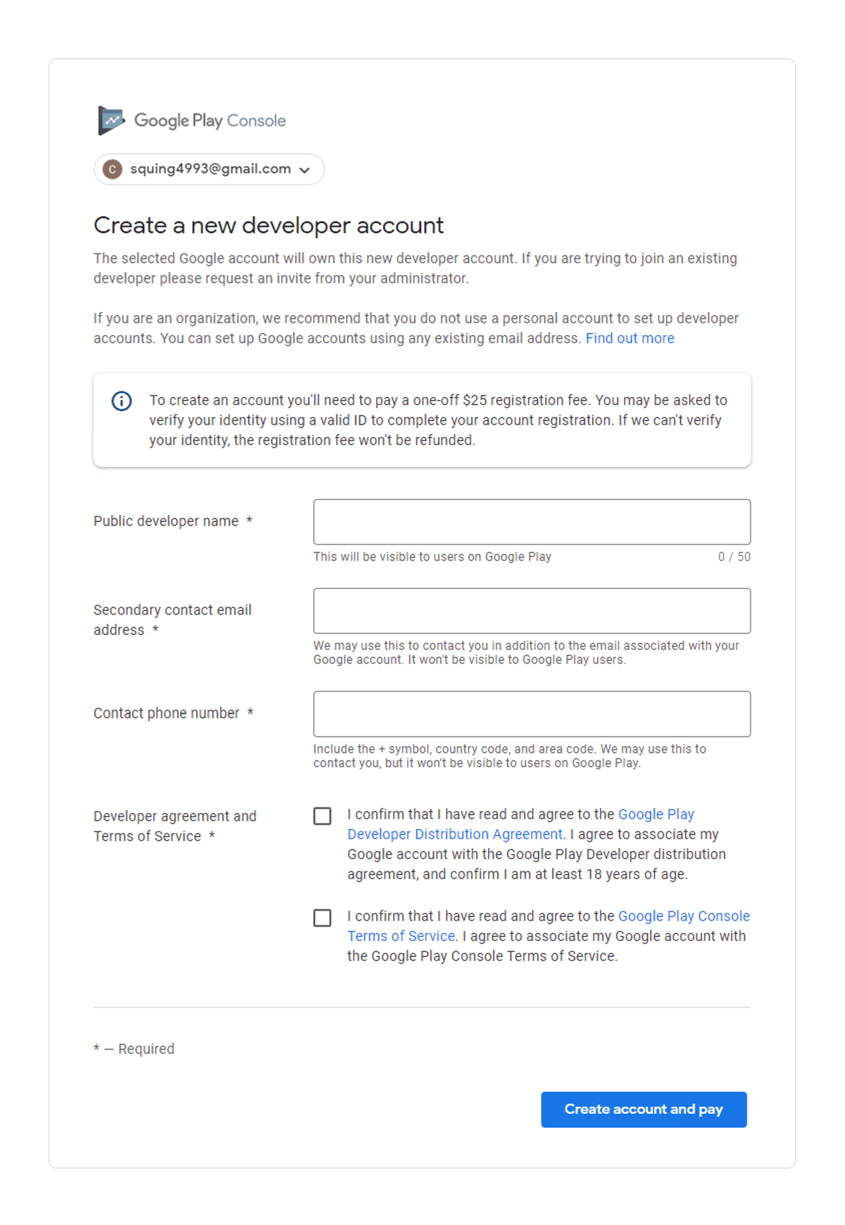 Google Play Console
C squing4993@gmail.com
Create a new developer account
The selected Google account will own this new developer account. If you are trying to join an existing
developer please request an invite from your administrator.
If you are an organization, we recommend that you do not use a personal account to set up developer
accounts. You can set up Google accounts using any existing email address. Find out more
To create an account you'll need to pay a one-off $25 registration fee. You may be asked to
verify your identity using a valid ID to complete your account registration. If we can't verify
your identity, the registration fee won't be refunded.
Public developer name *
This will be visible to users on Google Play 0 / 50
Secondary contact email
address *
We may use this to contact you in addition to the email associated with your
Google account. It won't be visible to Google Play users.
Contact phone number *
Include the + symbol, country code, and area code. We may use this to
contact you, but it won't be visible to users on Google Play.
Developer agreement and
Terms of Service *
I confirm that I have read and agree to the Google Play
Developer Distribution Agreement. I agree to associate my
Google account with the Google Play Developer distribution
agreement, and confirm I am at least 18 years of age.
I confirm that I have read and agree to the Google Play Console
Terms of Service. I agree to associate my Google account with
the Google Play Console Terms of Service.
* — Required
Create account and pay